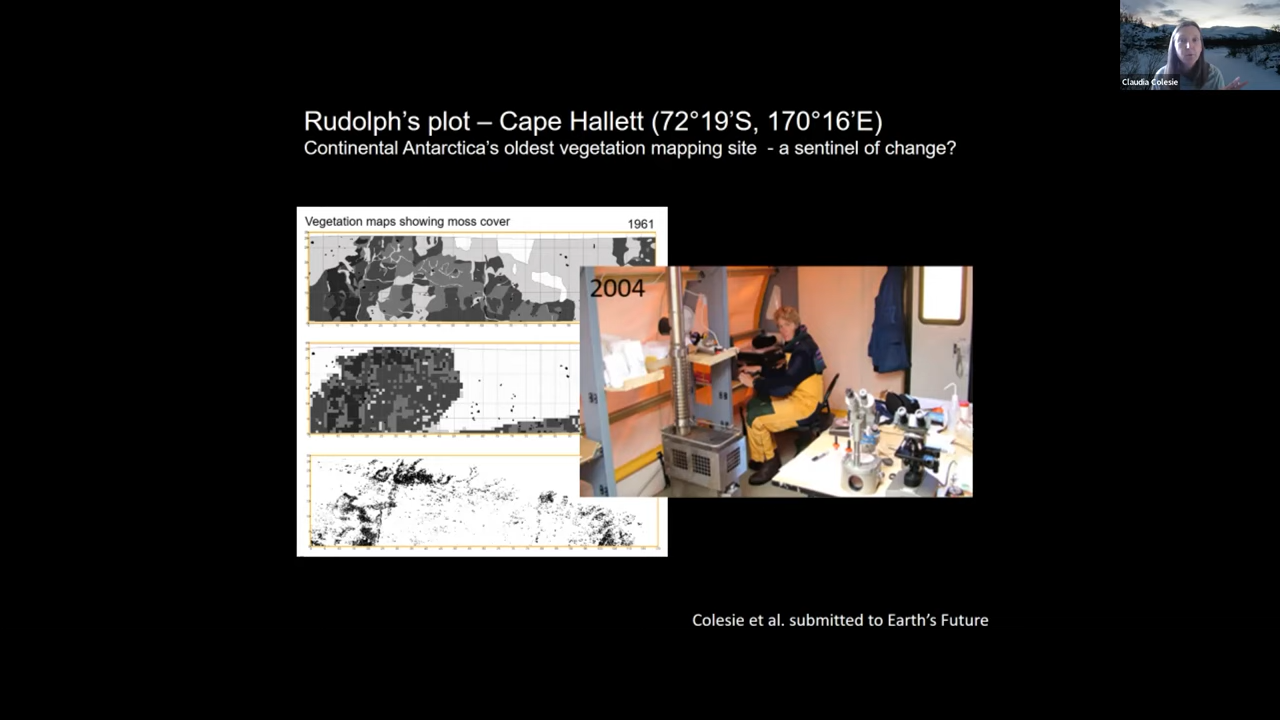 Claudia Colesie
Rudolph’s plot – Cape Hallett (72°19’S, 170°16’E)
Continental Antarctica’s oldest vegetation mapping site - a sentinel of change?
Vegetation maps showing moss cover
1961
2004
Colesie et al. submitted to Earth’s Future